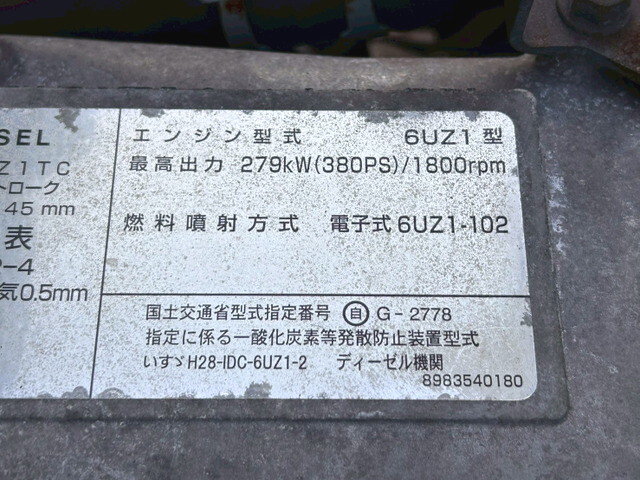 SEL
Z1TC
トローク
45 mm
表
2-4
気0.5mm
エンジン型式 6UZ1型
最高出力 279kW(380PS)/1800rpm
燃料噴射方式 電子式6UZ1-102
国土交通省型式指定番号 自 G-2778
指定に係る一酸化炭素等発散防止装置型式
いすゞH28-IDC-6UZ1-2 ディーゼル機関
8983540180